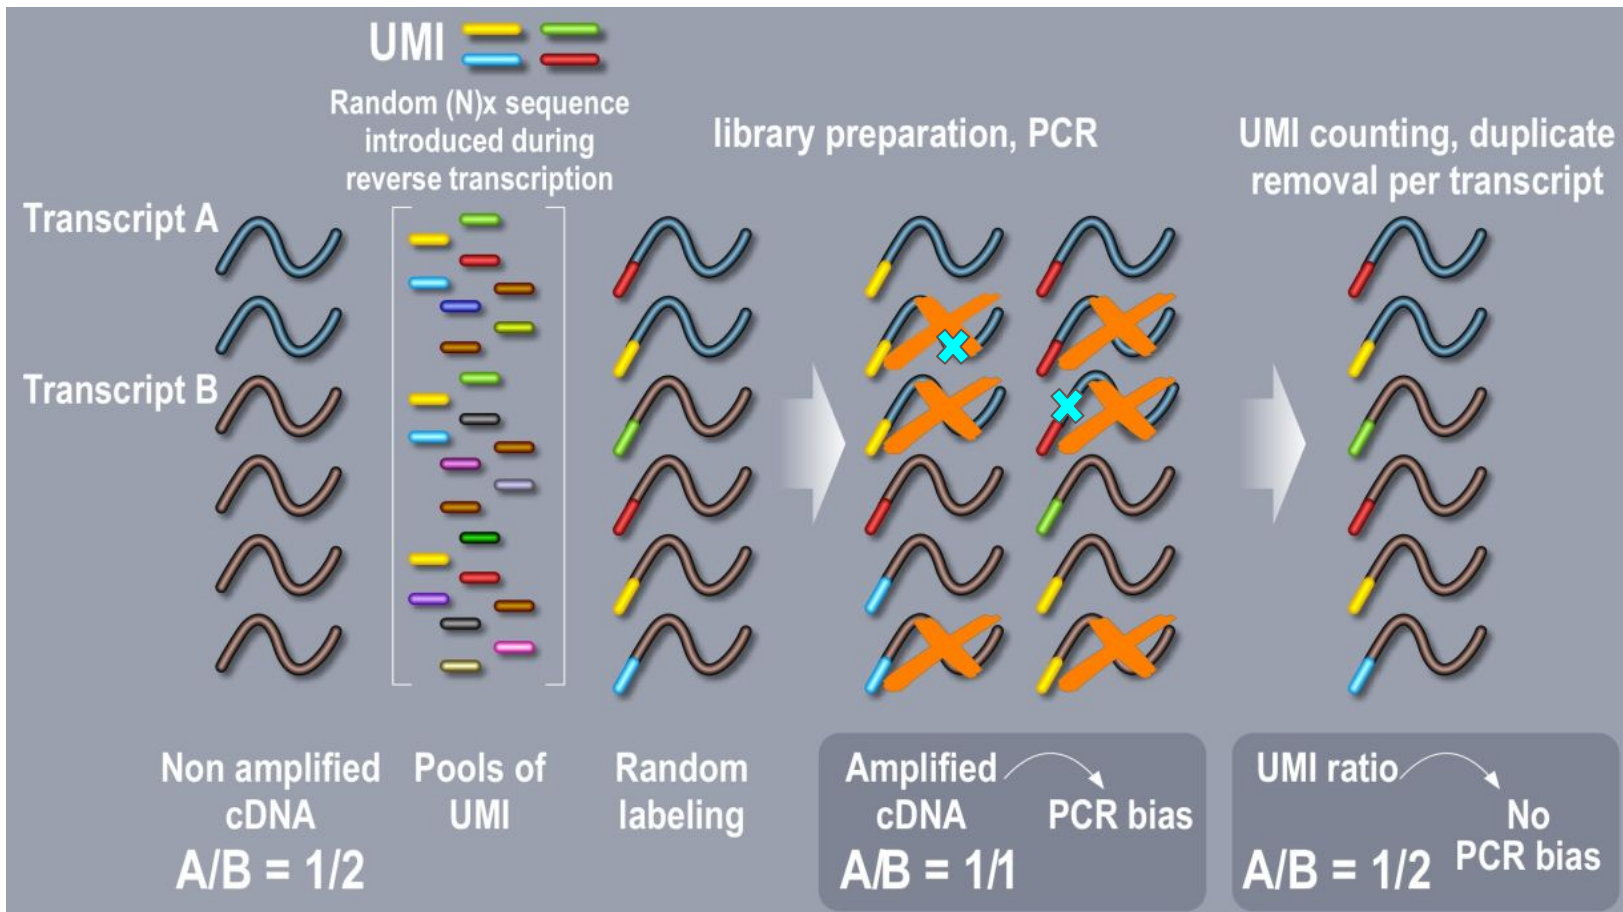 UMI
Random (N)x sequence
introduced during
reverse transcription
library preparation, PCR
UMI counting, duplicate
removal per transcript
Transcript A
Transcript B
Non amplified
cDNA
A/B = 1/2
Pools of
UMI
Random
labeling
Amplified
cDNA
PCR bias
A/B = 1/1
UMI ratio
No
PCR bias
A/B = 1/2